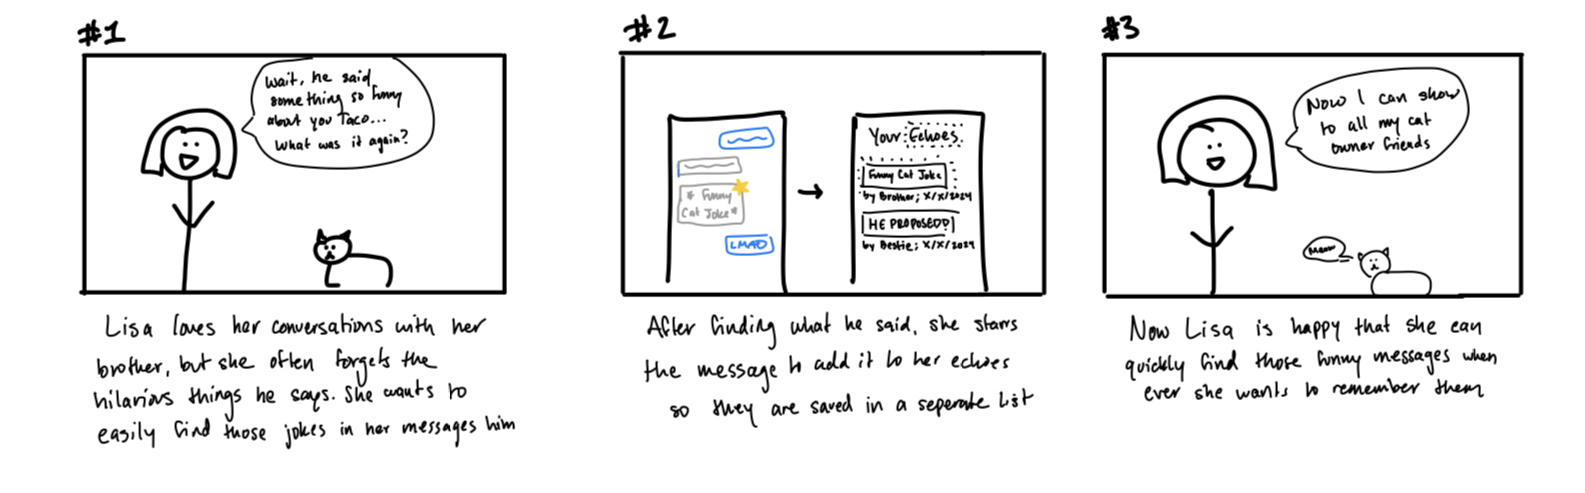 #1
Wait, he said
something so funny
about you Taco...
What was it again?
Lisa loves her conversations with her
brother, but she often forgets the
hilarious things he says. She wants to
easily find those jokes in her messages him
#2
* Funny
Cat Joke*
LMAO
Your Echoes
Funny Cat Joke
by Brother; X/X/2024
HE PROPOSED?!
by Bestie; X/X/2024
After finding what he said, she stars
the message to add it to her echoes
so they are saved in a seperate list
#3
Now I can show
to all my cat
owner friends
Meow
Now Lisa is happy that she can
quickly find those funny messages when
ever she wants to remember them